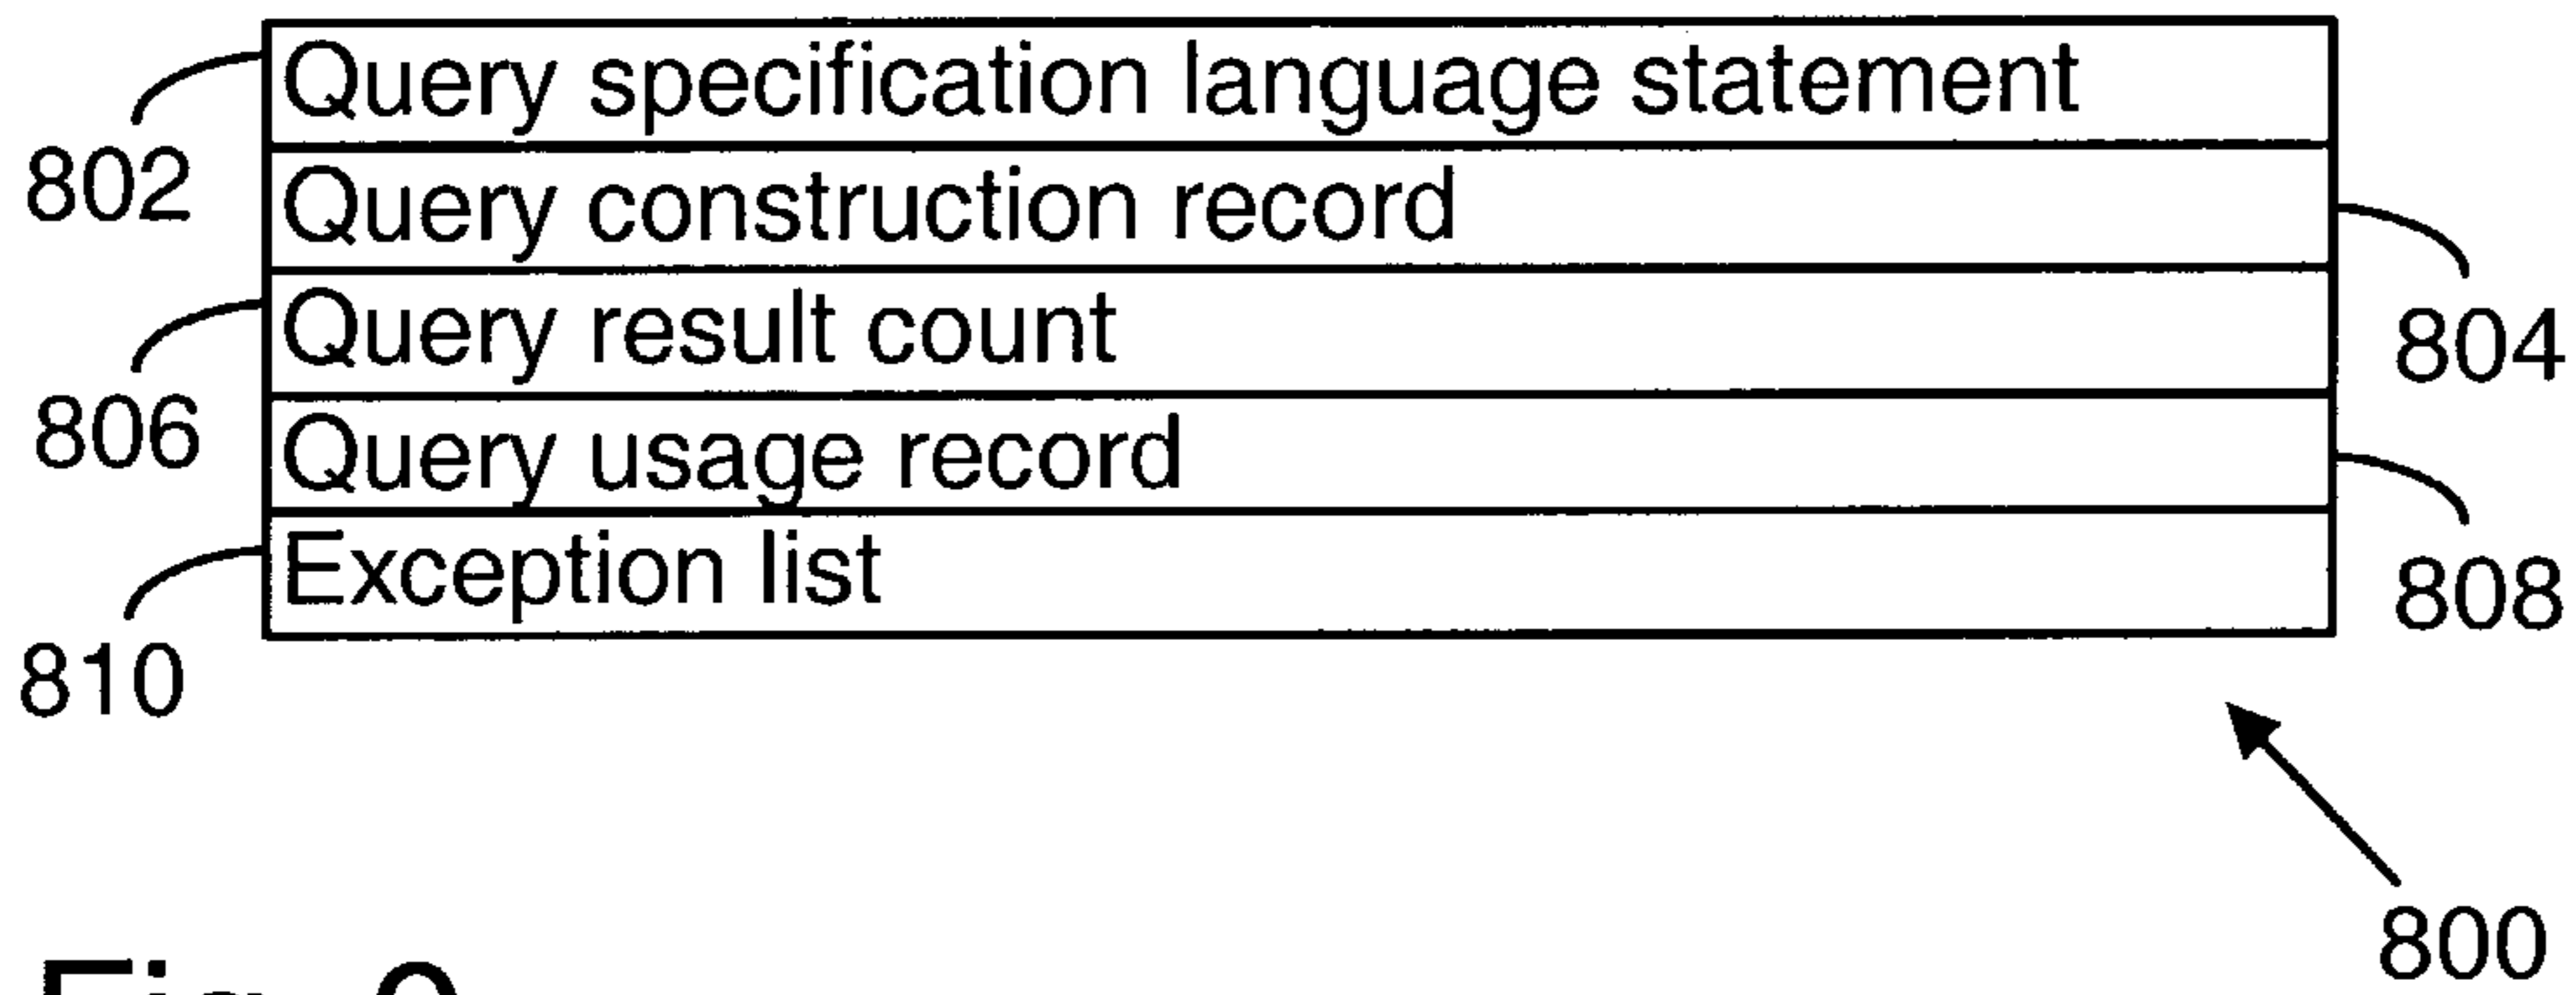 Query specification language statement
802
Query construction record
804
Query result count
806
Query usage record
808
Exception list
810
800